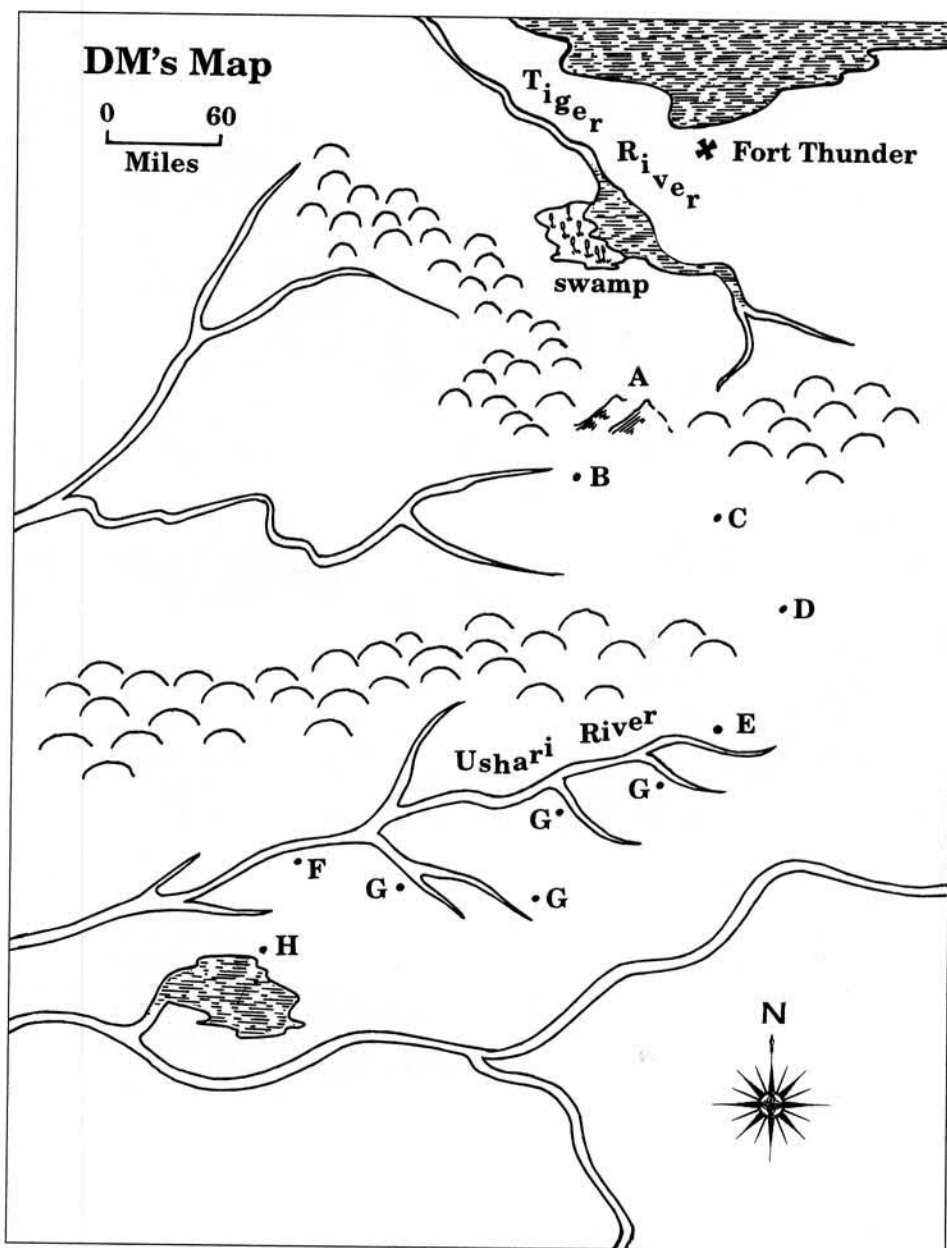 DM's Map
0 60
Miles
Tiger
River
Fort Thunder
swamp
A
B
C
D
E
Ushari River
G
G
F
G
G
H
N